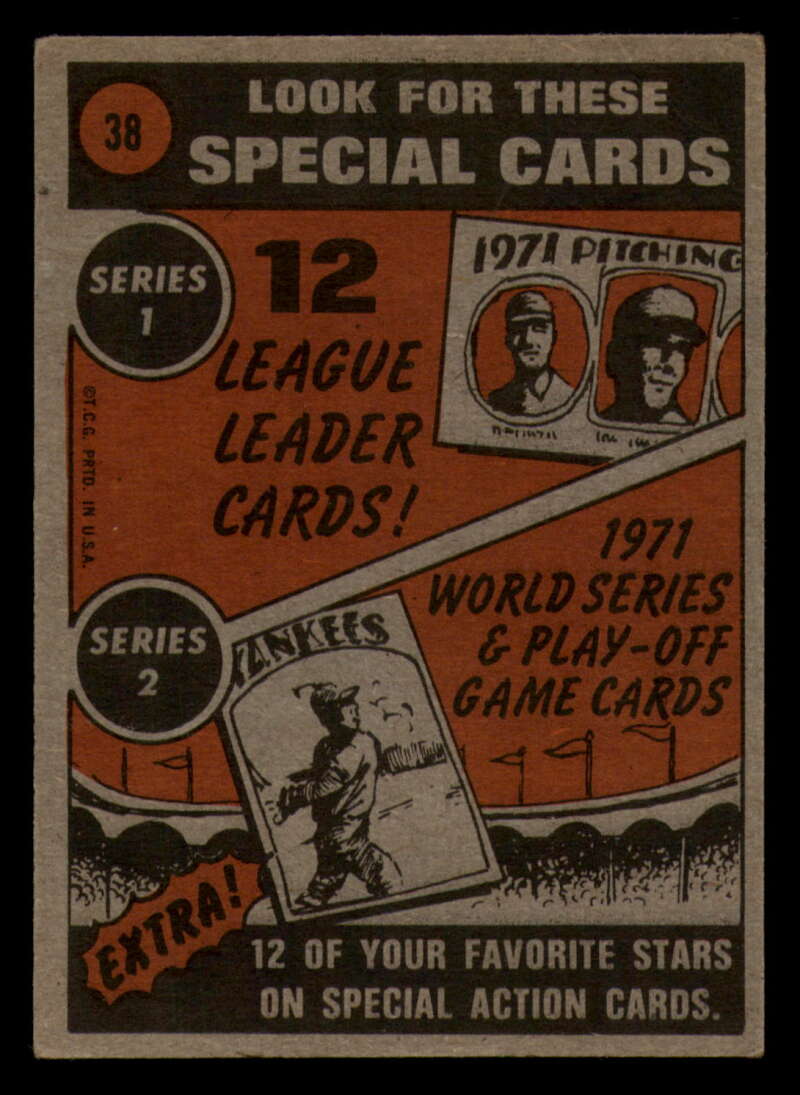 38
LOOK FOR THESE
SPECIAL CARDS
SERIES
1
12
LEAGUE
LEADER
CARDS!
1971 PITCHING
©T.C.G. PRTD. IN U.S.A.
1971
WORLD SERIES
& PLAY-OFF
GAME CARDS
SERIES
2
YANKEES
EXTRA!
12 OF YOUR FAVORITE STARS
ON SPECIAL ACTION CARDS.